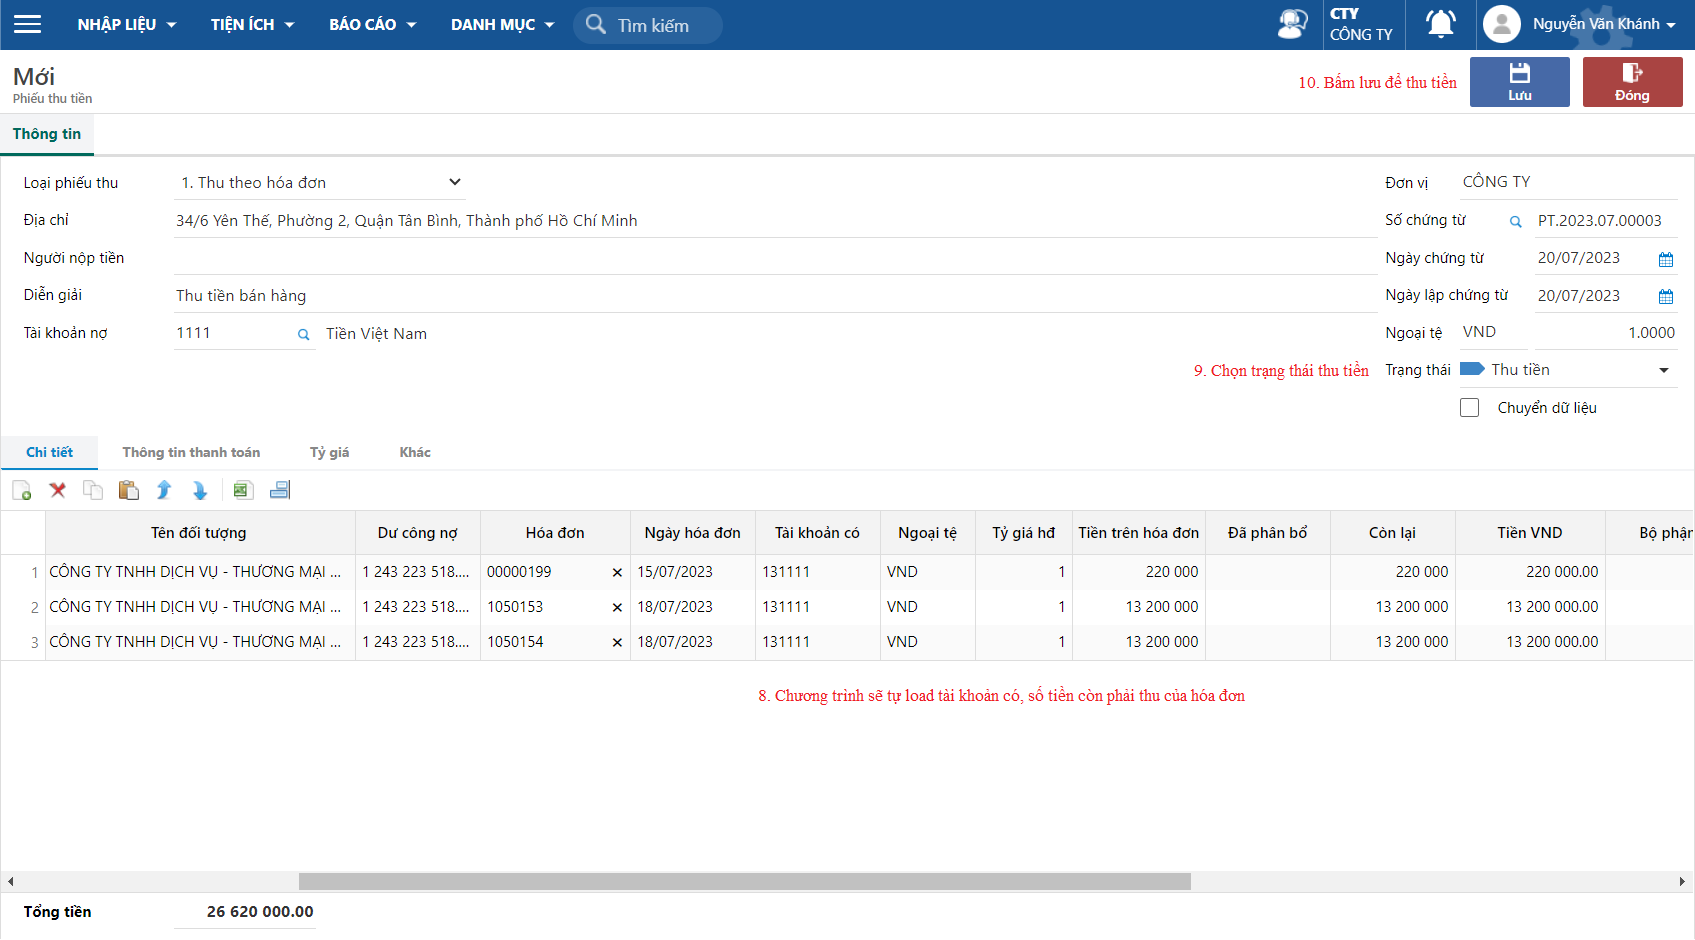 NHẬP LIỆU TIỆN ÍCH BÁO CÁO DANH MỤC Tìm kiếm CTY CÔNG TY Nguyễn Văn Khánh
Mới
Phiếu thu tiền
10. Bấm lưu để thu tiền Lưu Đóng
Thông tin
Loại phiếu thu 1. Thu theo hóa đơn Đơn vị CÔNG TY
Địa chỉ 34/6 Yên Thế, Phường 2, Quận Tân Bình, Thành phố Hồ Chí Minh Số chứng từ PT.2023.07.00003
Người nộp tiền Ngày chứng từ 20/07/2023
Diễn giải Thu tiền bán hàng Ngày lập chứng từ 20/07/2023
Tài khoản nợ 1111 Tiền Việt Nam Ngoại tệ VND 1.0000
9. Chọn trạng thái thu tiền Trạng thái Thu tiền
Chuyển dữ liệu
Chi tiết Thông tin thanh toán Tỷ giá Khác
Tên đối tượng Dư công nợ Hóa đơn Ngày hóa đơn Tài khoản có Ngoại tệ Tỷ giá hđ Tiền trên hóa đơn Đã phân bổ Còn lại Tiền VND Bộ phận
1 CÔNG TY TNHH DỊCH VỤ - THƯƠNG MẠI ... 1 243 223 518.... 00000199 × 15/07/2023 131111 VND 1 220 000 220 000 220 000.00
2 CÔNG TY TNHH DỊCH VỤ - THƯƠNG MẠI ... 1 243 223 518.... 1050153 × 18/07/2023 131111 VND 1 13 200 000 13 200 000 13 200 000.00
3 CÔNG TY TNHH DỊCH VỤ - THƯƠNG MẠI ... 1 243 223 518.... 1050154 × 18/07/2023 131111 VND 1 13 200 000 13 200 000 13 200 000.00
8. Chương trình sẽ tự load tài khoản có, số tiền còn phải thu của hóa đơn
Tổng tiền 26 620 000.00